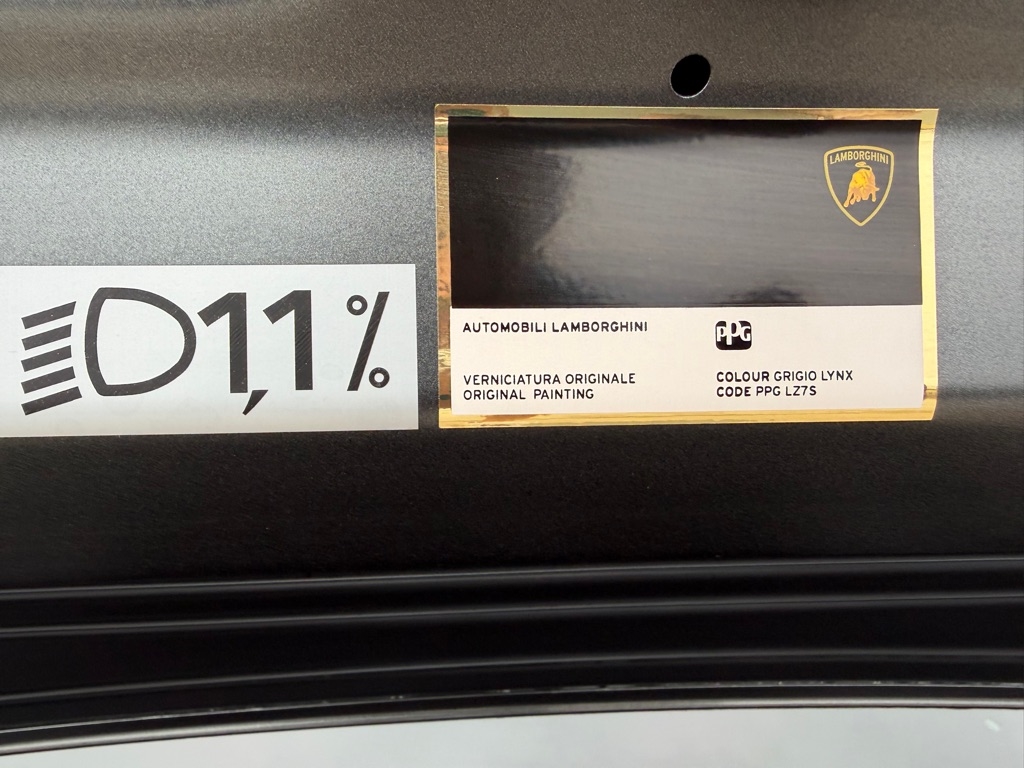 LAMBORGHINI
1,1 %
AUTOMOBILI LAMBORGHINI
PPG
VERNICIATURA ORIGINALE
ORIGINAL PAINTING
COLOUR GRIGIO LYNX
CODE PPG LZ7S